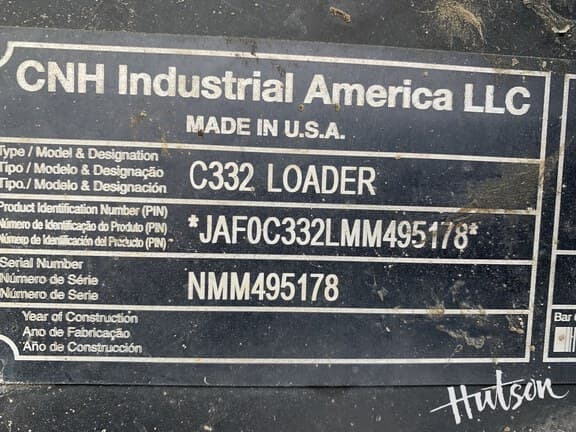 CNH Industrial America LLC
MADE IN U.S.A.
Type / Model & Designation
Tipo / Modelo & Designação
Tipo./ Modelo & Designación
C332 LOADER
Product Identification Number (PIN)
Número de Identificação do Produto (PIN)
Número de Identificación del Producto (PIN)
*JAF0C332LMM495178*
Serial Number
Número de Série
Número de Serie
NMM495178
Year of Construction
Ano de Fabricação
Año de Construcción
Bar
Hutson